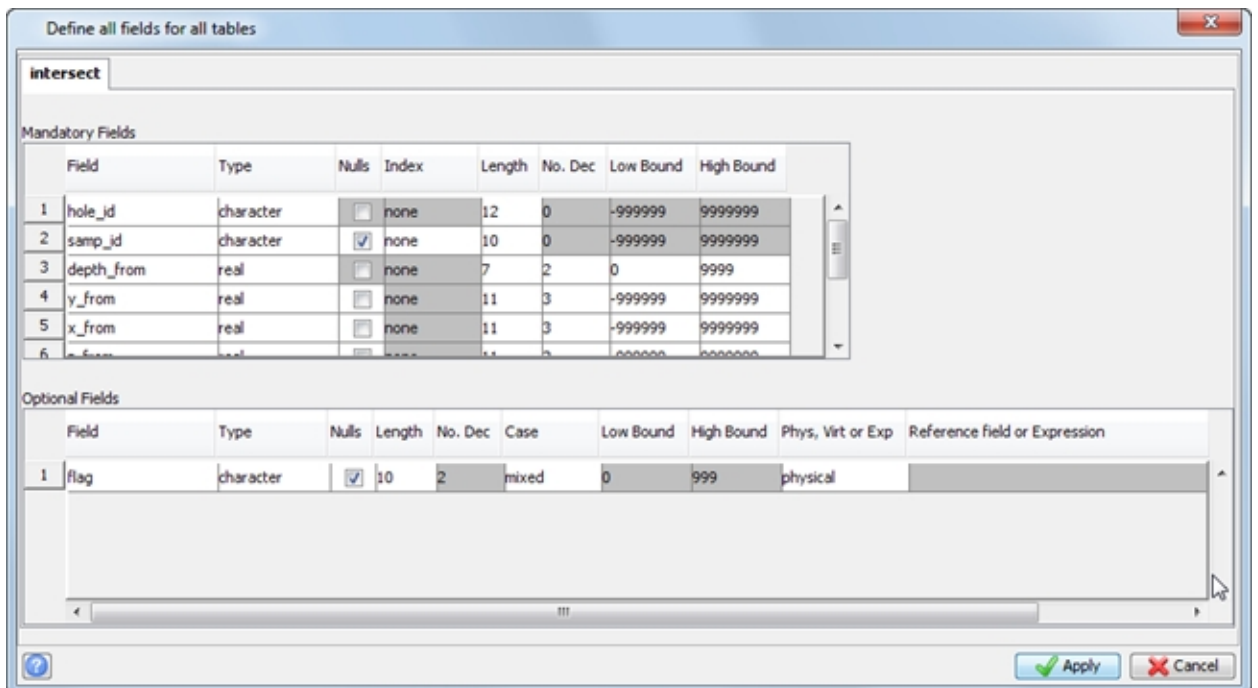 Define all fields for all tables
intersect
Mandatory Fields
Field Type Nulls Index Length No. Dec Low Bound High Bound
1 hole_id character none 12 0 -999999 9999999
2 samp_id character none 10 0 -999999 9999999
3 depth_from real none 7 2 0 9999
4 y_from real none 11 3 -999999 9999999
5 x_from real none 11 3 -999999 9999999
6
Optional Fields
Field Type Nulls Length No. Dec Case Low Bound High Bound Phys, Virt or Exp Reference field or Expression
1 flag character 10 2 mixed 0 999 physical
Apply Cancel